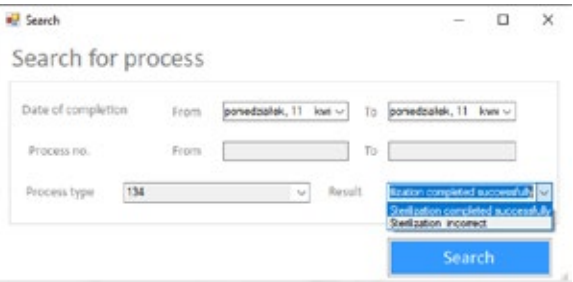 Search
Search for process
Date of completion From poniedziałek, 11 kwi To poniedziałek, 11 kwi
Process no. From To
Process type 134 Result lization completed successfully
Sterilization completed successfully
Sterilization incorrect
Search